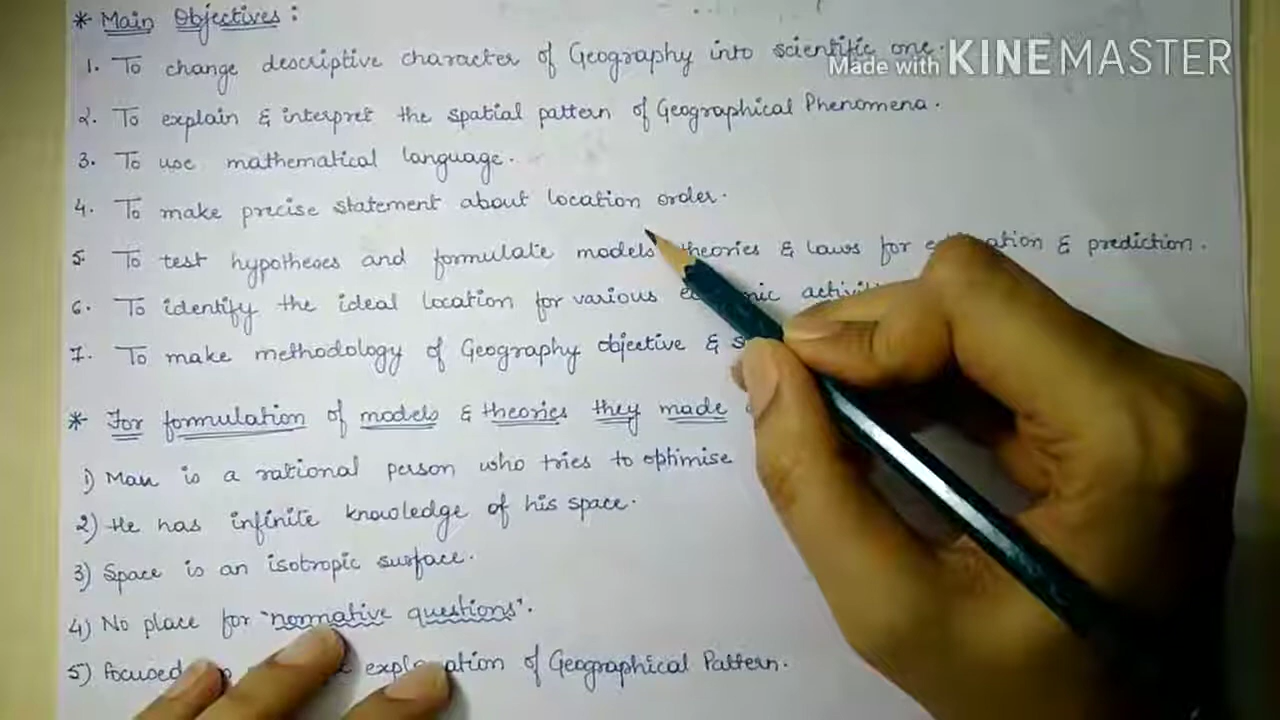 * Main Objectives :
1. To change descriptive character of Geography into scientific one.
Made with KINEMASTER
2. To explain & interpret the spatial pattern of Geographical Phenomena.
3. To use mathematical language.
4. To make precise statement about location order.
5. To test hypotheses and formulate models theories & laws for & prediction.
6. To identify the ideal location for various
7. To make methodology of Geography objective &
* For formulation of models & theories they made
1) Man is a rational person who tries to optimise
2) He has infinite knowledge of his space.
3) Space is an isotropic surface.
4) No place for "normative questions".
5) Focused explanation of Geographical Pattern.